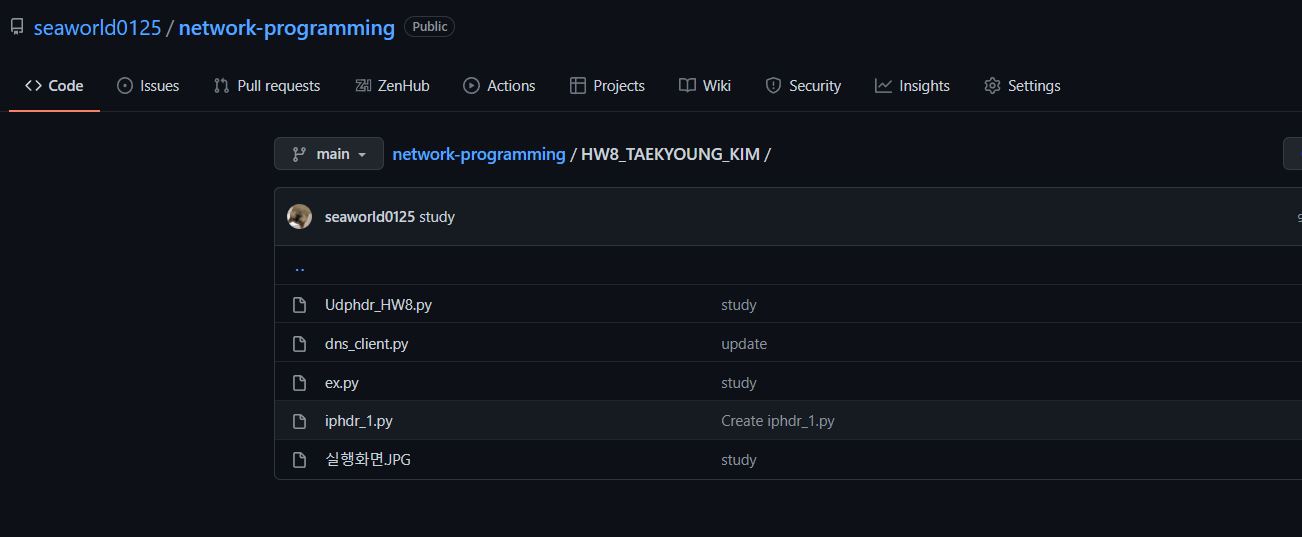 seaworld0125 / network-programming Public
Code Issues Pull requests ZenHub Actions Projects Wiki Security Insights Settings
main network-programming / HW8_TAEKYOUNG_KIM /
seaworld0125 study
..
Udphdr_HW8.py study
dns_client.py update
ex.py study
iphdr_1.py Create iphdr_1.py
실행화면.JPG study